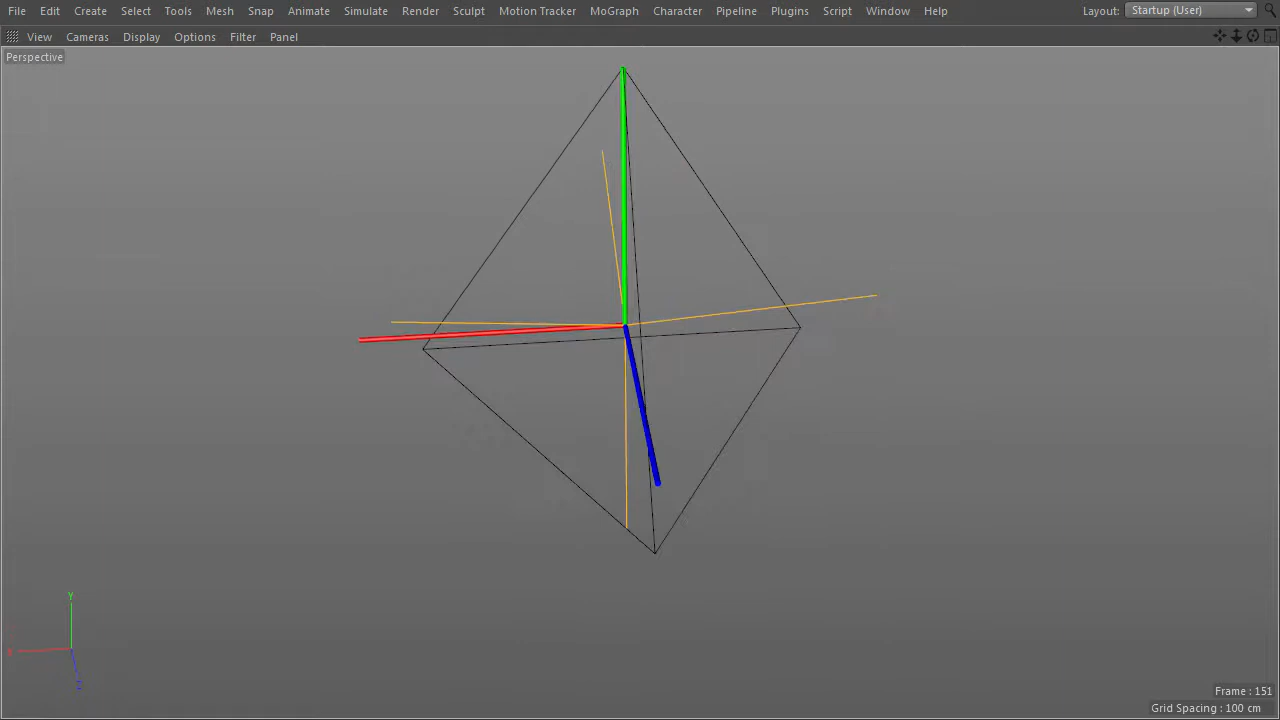 File Edit Create Select Tools Mesh Snap Animate Simulate Render Sculpt Motion Tracker MoGraph Character Pipeline Plugins Script Window Help Layout: Startup (User)
View Cameras Display Options Filter Panel
Perspective
Y
X
Z
Frame : 151
Grid Spacing : 100 cm